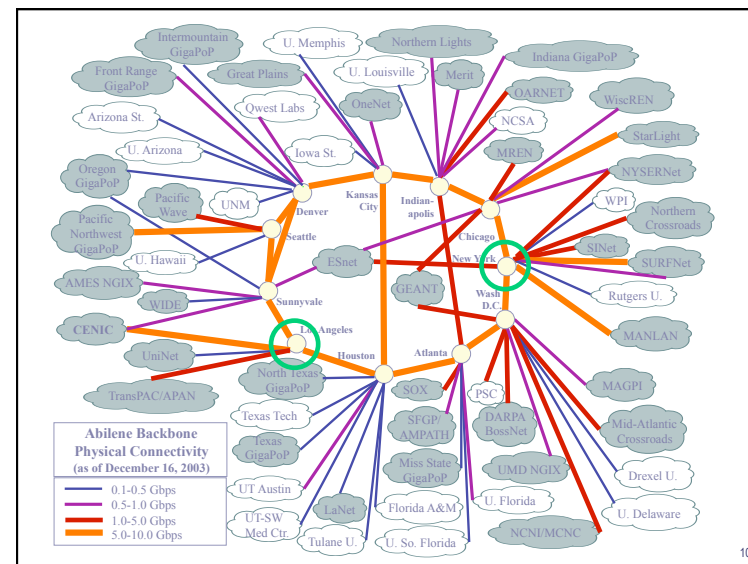 Intermountain
GigaPoP
U. Memphis
Northern Lights
Indiana GigaPoP
Front Range
GigaPoP
Great Plains
U. Louisville
Merit
OARNET
WiscREN
Qwest Labs
OneNet
NCSA
Arizona St.
StarLight
MREN
U. Arizona
Iowa St.
NYSERNet
Oregon
GigaPoP
Pacific
Wave
UNM
Denver
Kansas
City
Indian-
apolis
WPI
Northern
Crossroads
Pacific
Northwest
GigaPoP
Seattle
Chicago
SINet
U. Hawaii
ESnet
New York
SURFNet
AMES NGIX
GEANT
Rutgers U.
WIDE
Sunnyvale
Wash
D.C.
CENIC
Los Angeles
MANLAN
UniNet
Houston
Atlanta
North Texas
GigaPoP
TransPAC/APAN
SOX
PSC
MAGPI
Texas Tech
SFGP/
AMPATH
DARPA
BossNet
Mid-Atlantic
Crossroads
Texas
GigaPoP
Miss State
GigaPoP
UMD NGIX
Drexel U.
UT Austin
LaNet
Florida A&M
U. Florida
U. Delaware
UT-SW
Med Ctr.
Tulane U.
U. So. Florida
NCNI/MCNC
Abilene Backbone
Physical Connectivity
(as of December 16, 2003)
0.1-0.5 Gbps
0.5-1.0 Gbps
1.0-5.0 Gbps
5.0-10.0 Gbps
10